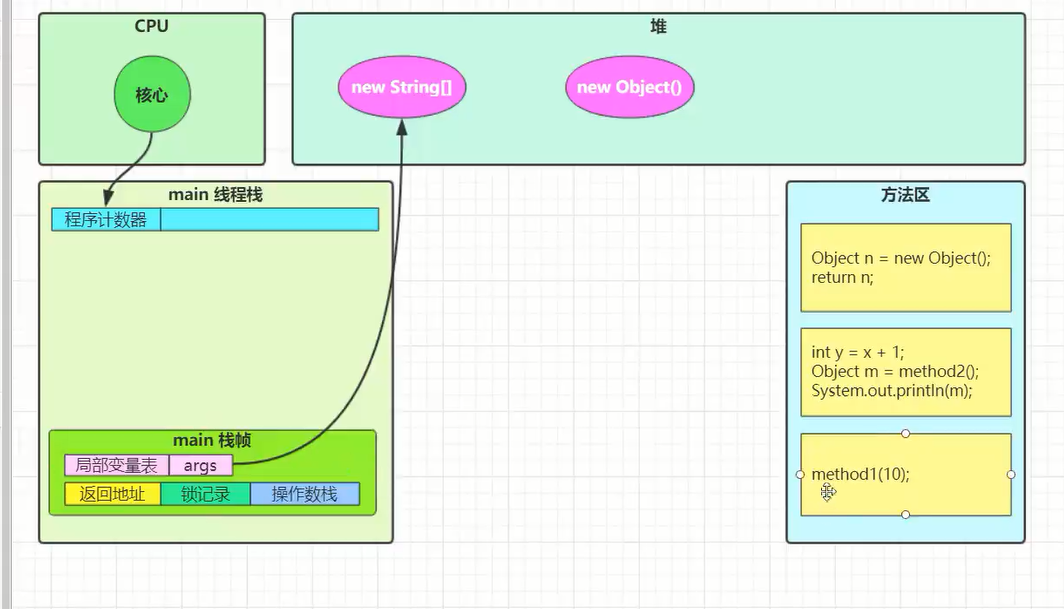 CPU
核心
堆
new String[]
new Object()
main 线程栈
程序计数器
main 栈帧
局部变量表
args
返回地址
锁记录
操作数栈
方法区
Object n = new Object();
return n;
int y = x + 1;
Object m = method2();
System.out.println(m);
method1(10);